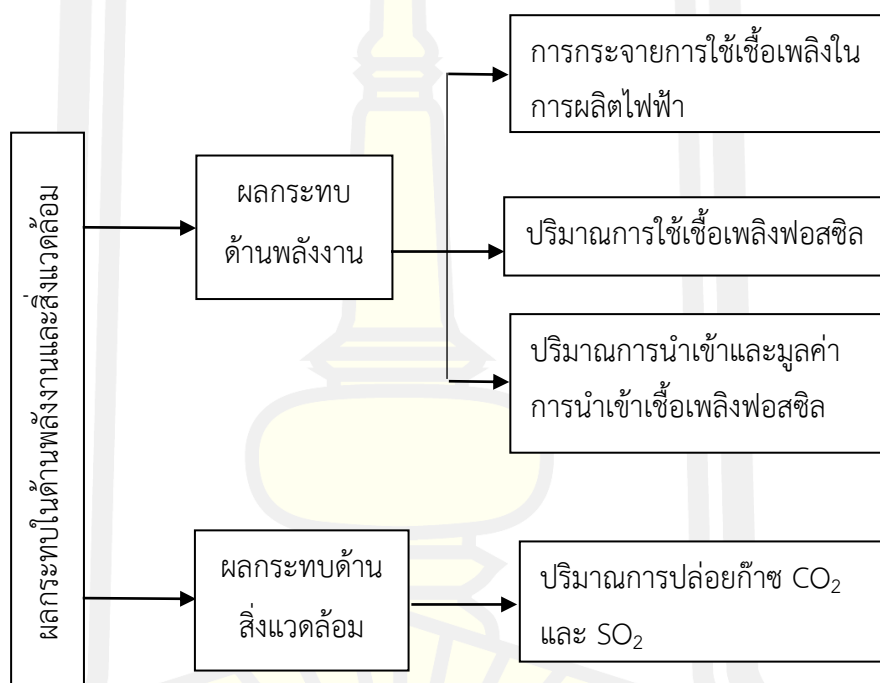 ผลกระทบในด้านพลังงานและสิ่งแวดล้อม
ผลกระทบ
ด้านพลังงาน
การกระจายการใช้เชื้อเพลิงใน
การผลิตไฟฟ้า
ปริมาณการใช้เชื้อเพลิงฟอสซิล
ปริมาณการนำเข้าและมูลค่า
การนำเข้าเชื้อเพลิงฟอสซิล
ผลกระทบด้าน
สิ่งแวดล้อม
ปริมาณการปล่อยก๊าซ CO₂
และ SO₂